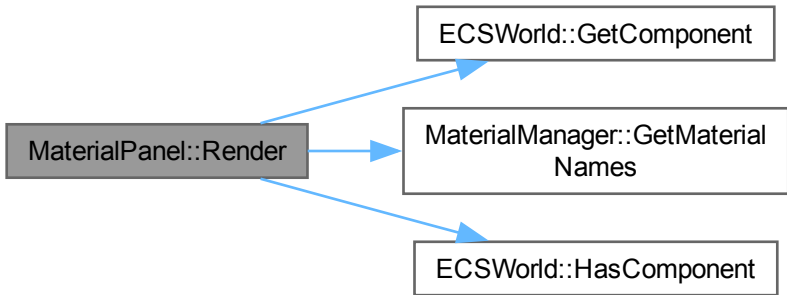 ECSWorld::GetComponent
MaterialPanel::Render
MaterialManager::GetMaterial
Names
ECSWorld::HasComponent